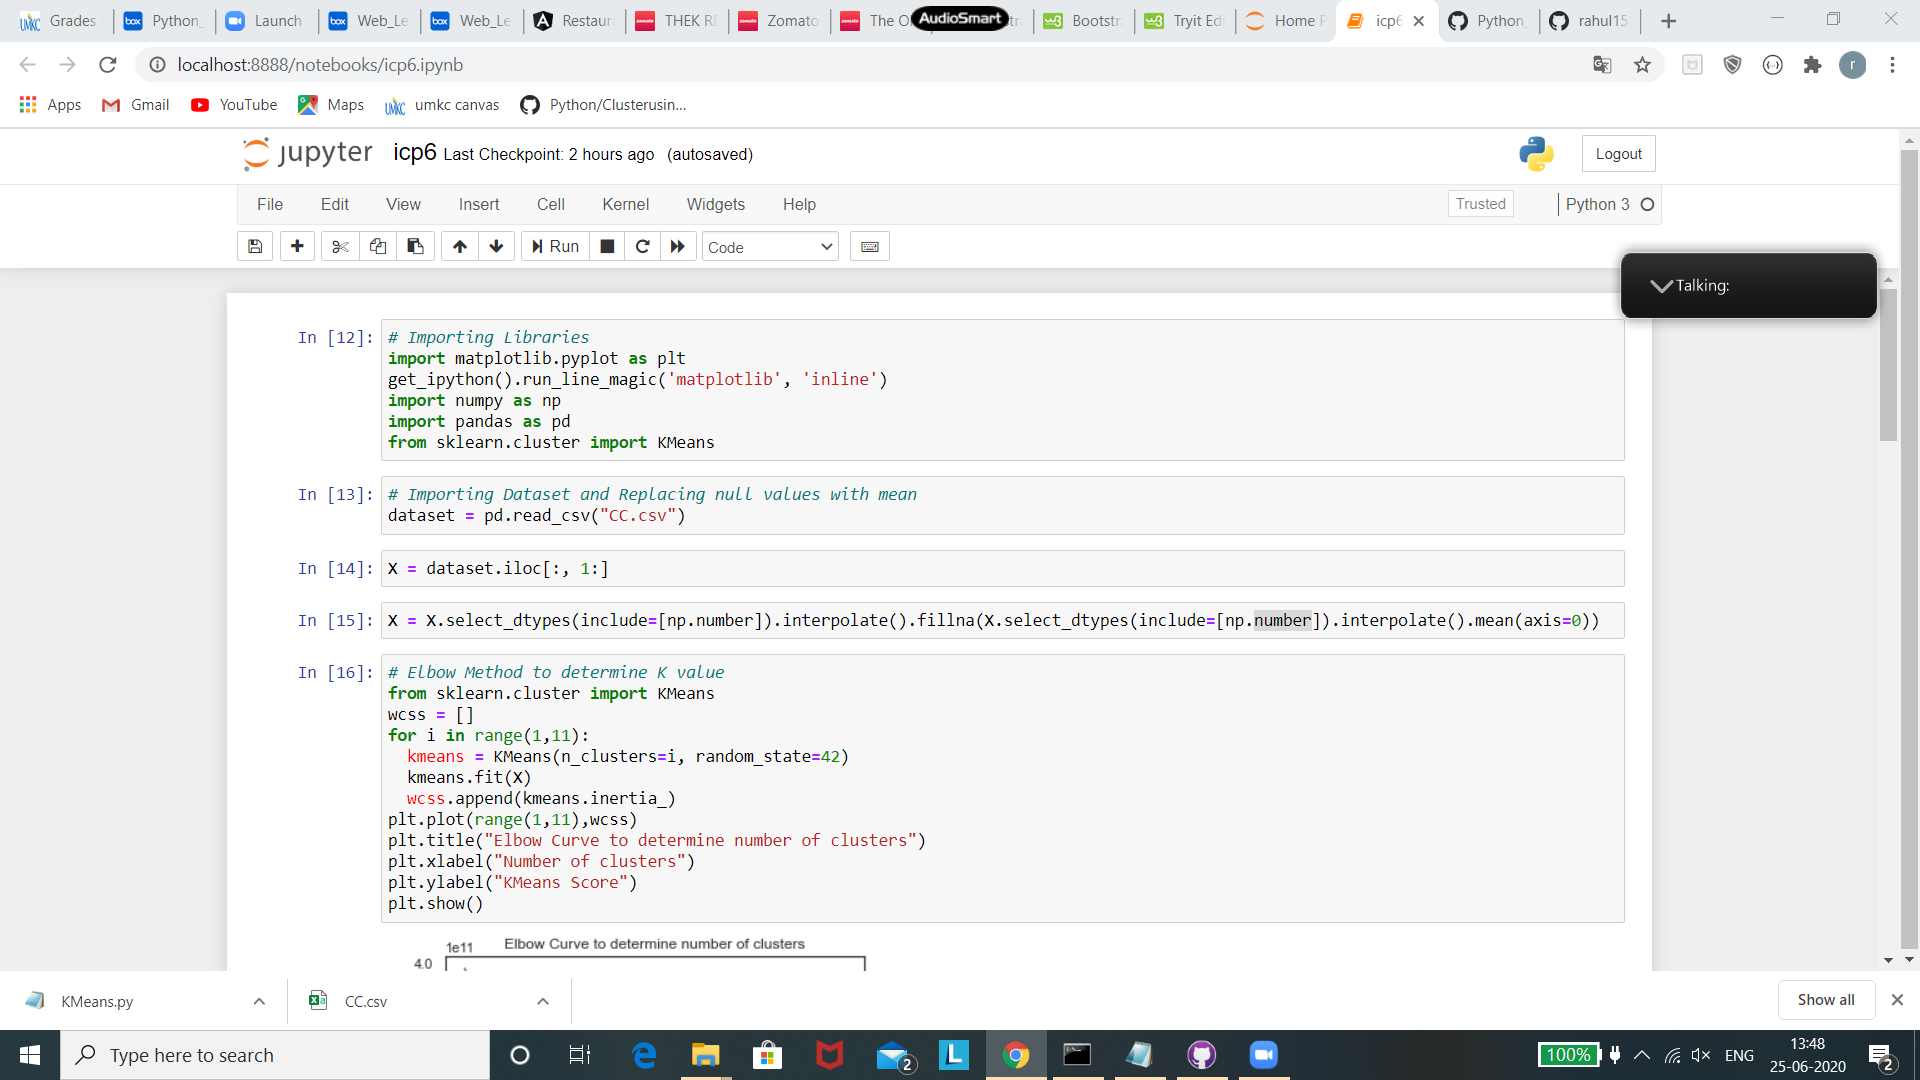 Grades
Python_
Launch
Web_Le
Web_Le
Restaur
THEK RE
Zomato
The O
AudioSmart
Bootstra
Tryit Edi
Home P
icp6
Python_
rahul15
localhost:8888/notebooks/icp6.ipynb
r
Apps
Gmail
YouTube
Maps
umkc canvas
Python/Clusterusin...
jupyter icp6 Last Checkpoint: 2 hours ago (autosaved)
Logout
File Edit View Insert Cell Kernel Widgets Help
Trusted
Python 3
Run
Code
Talking:
In [12]: # Importing Libraries
import matplotlib.pyplot as plt
get_ipython().run_line_magic('matplotlib', 'inline')
import numpy as np
import pandas as pd
from sklearn.cluster import KMeans
In [13]: # Importing Dataset and Replacing null values with mean
dataset = pd.read_csv("CC.csv")
In [14]: X = dataset.iloc[:, 1:]
In [15]: X = X.select_dtypes(include=[np.number]).interpolate().fillna(X.select_dtypes(include=[np.number]).interpolate().mean(axis=0))
In [16]: # Elbow Method to determine K value
from sklearn.cluster import KMeans
wcss = []
for i in range(1,11):
kmeans = KMeans(n_clusters=i, random_state=42)
kmeans.fit(X)
wcss.append(kmeans.inertia_)
plt.plot(range(1,11),wcss)
plt.title("Elbow Curve to determine number of clusters")
plt.xlabel("Number of clusters")
plt.ylabel("KMeans Score")
plt.show()
1e11 Elbow Curve to determine number of clusters
4.0
KMeans.py
CC.csv
Show all
Type here to search
2
100%
ENG
13:48
25-06-2020
2